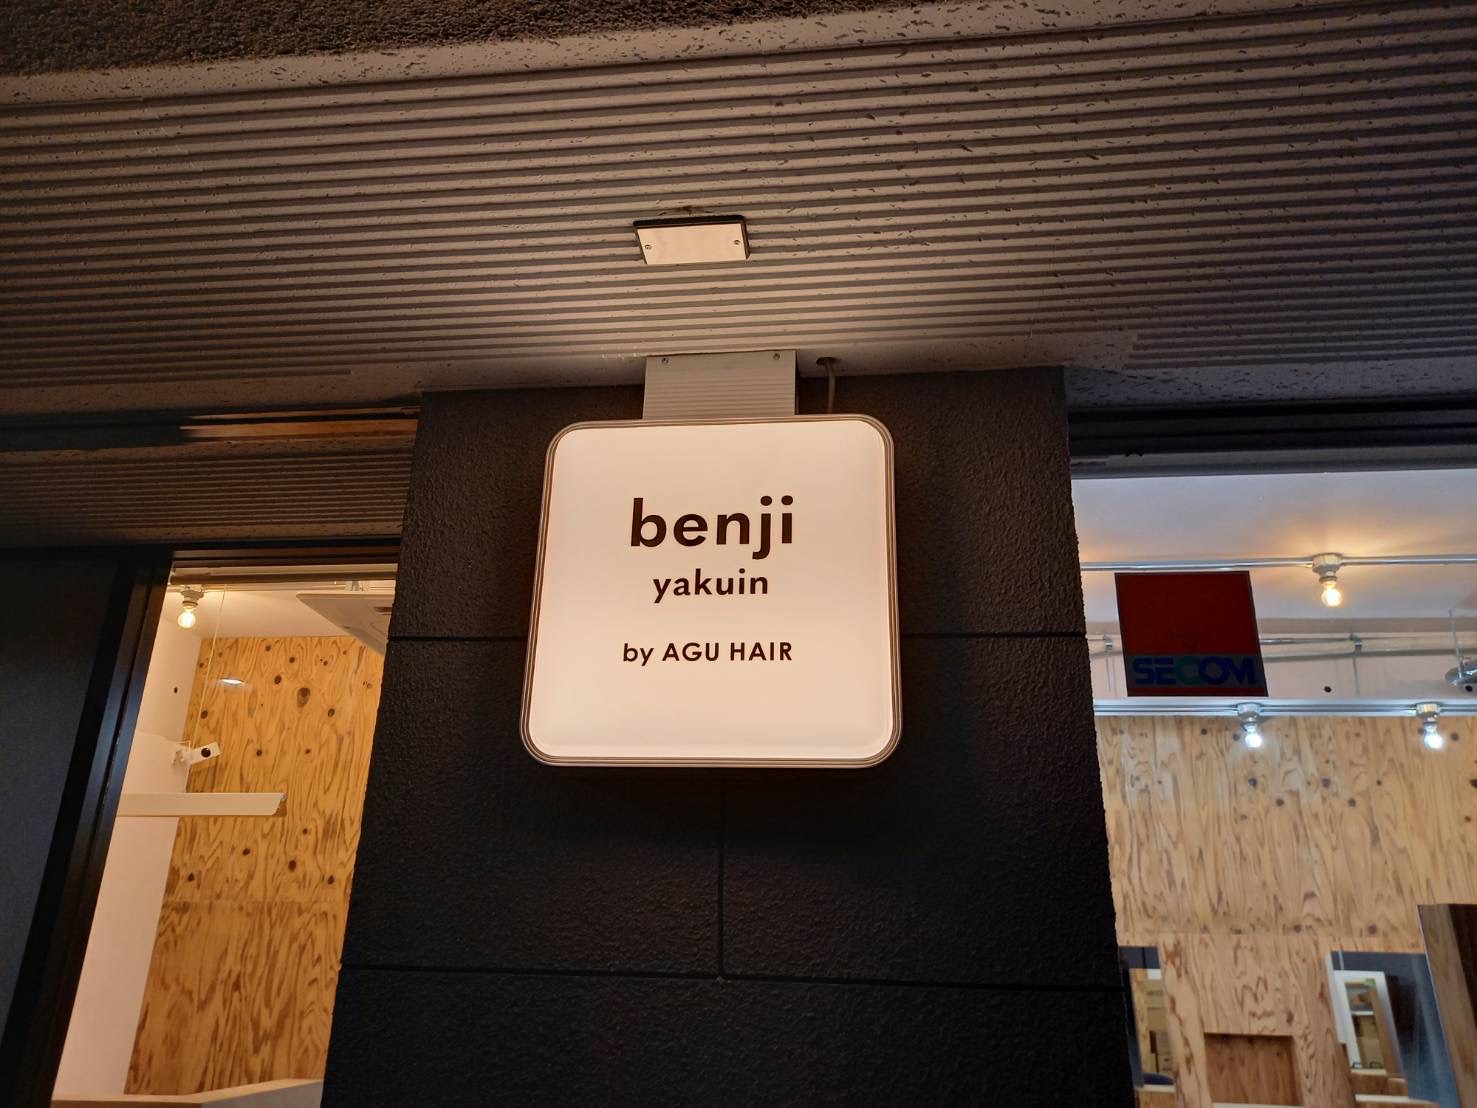 benji
yakuin
by AGU HAIR
SECOM